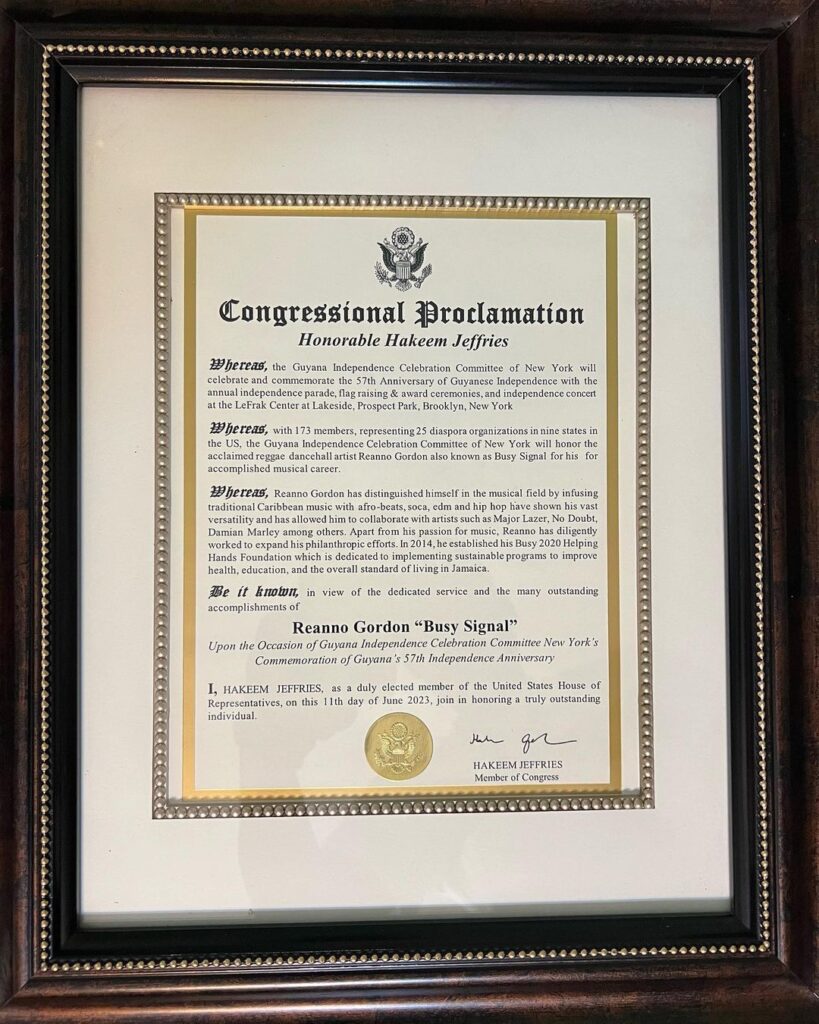 Congressional Proclamation
Honorable Hakeem Jeffries
Whereas, the Guyana Independence Celebration Committee of New York will
celebrate and commemorate the 57th Anniversary of Guyanese Independence with the
annual independence parade, flag raising & award ceremonies, and independence concert
at the LeFrak Center at Lakeside, Prospect Park, Brooklyn, New York
Whereas, with 173 members, representing 25 diaspora organizations in nine states in
the US, the Guyana Independence Celebration Committee of New York will honor the
acclaimed reggae dancehall artist Reanno Gordon also known as Busy Signal for his for
accomplished musical career.
Whereas, Reanno Gordon has distinguished himself in the musical field by infusing
traditional Caribbean music with afro-beats, soca, edm and hip hop have shown his vast
versatility and has allowed him to collaborate with artists such as Major Lazer, No Doubt,
Damian Marley among others. Apart from his passion for music, Reanno has diligently
worked to expand his philanthropic efforts. In 2014, he established his Busy 2020 Helping
Hands Foundation which is dedicated to implementing sustainable programs to improve
health, education, and the overall standard of living in Jamaica.
Be it known, in view of the dedicated service and the many outstanding
accomplishments of
Reanno Gordon “Busy Signal”
Upon the Occasion of Guyana Independence Celebration Committee New York’s
Commemoration of Guyana’s 57th Independence Anniversary
I, HAKEEM JEFFRIES, as a duly elected member of the United States House of
Representatives, on this 11th day of June 2023, join in honoring a truly outstanding
individual.
HAKEEM JEFFRIES
Member of Congress